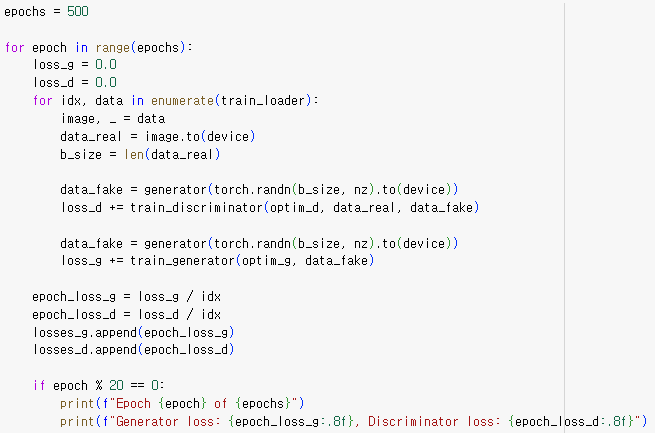 epochs = 500

for epoch in range(epochs):
    loss_g = 0.0
    loss_d = 0.0
    for idx, data in enumerate(train_loader):
        image, _ = data
        data_real = image.to(device)
        b_size = len(data_real)

        data_fake = generator(torch.randn(b_size, nz).to(device))
        loss_d += train_discriminator(optim_d, data_real, data_fake)

        data_fake = generator(torch.randn(b_size, nz).to(device))
        loss_g += train_generator(optim_g, data_fake)

    epoch_loss_g = loss_g / idx
    epoch_loss_d = loss_d / idx
    losses_g.append(epoch_loss_g)
    losses_d.append(epoch_loss_d)

    if epoch % 20 == 0:
        print(f"Epoch {epoch} of {epochs}")
        print(f"Generator loss: {epoch_loss_g:.8f}, Discriminator loss: {epoch_loss_d:.8f}")